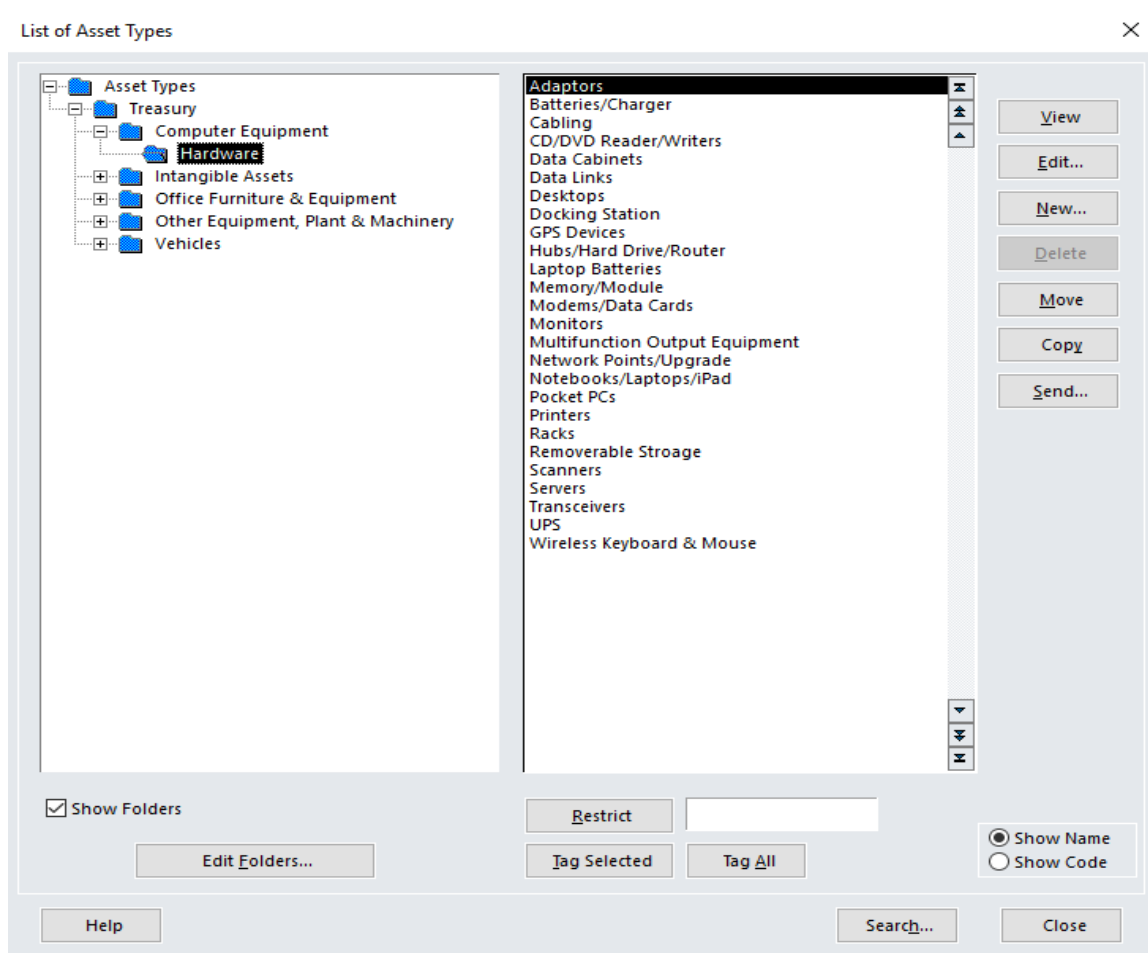 List of Asset Types
Asset Types
Treasury
Computer Equipment
Hardware
Intangible Assets
Office Furniture & Equipment
Other Equipment, Plant & Machinery
Vehicles
Adaptors
Batteries/Charger
Cabling
CD/DVD Reader/Writers
Data Cabinets
Data Links
Desktops
Docking Station
GPS Devices
Hubs/Hard Drive/Router
Laptop Batteries
Memory/Module
Modems/Data Cards
Monitors
Multifunction Output Equipment
Network Points/Upgrade
Notebooks/Laptops/iPad
Pocket PCs
Printers
Racks
Removerable Stroage
Scanners
Servers
Transceivers
UPS
Wireless Keyboard & Mouse
View
Edit...
New...
Delete
Move
Copy
Send...
Show Folders
Edit Folders...
Restrict
Tag Selected
Tag All
Show Name
Show Code
Help
Search...
Close